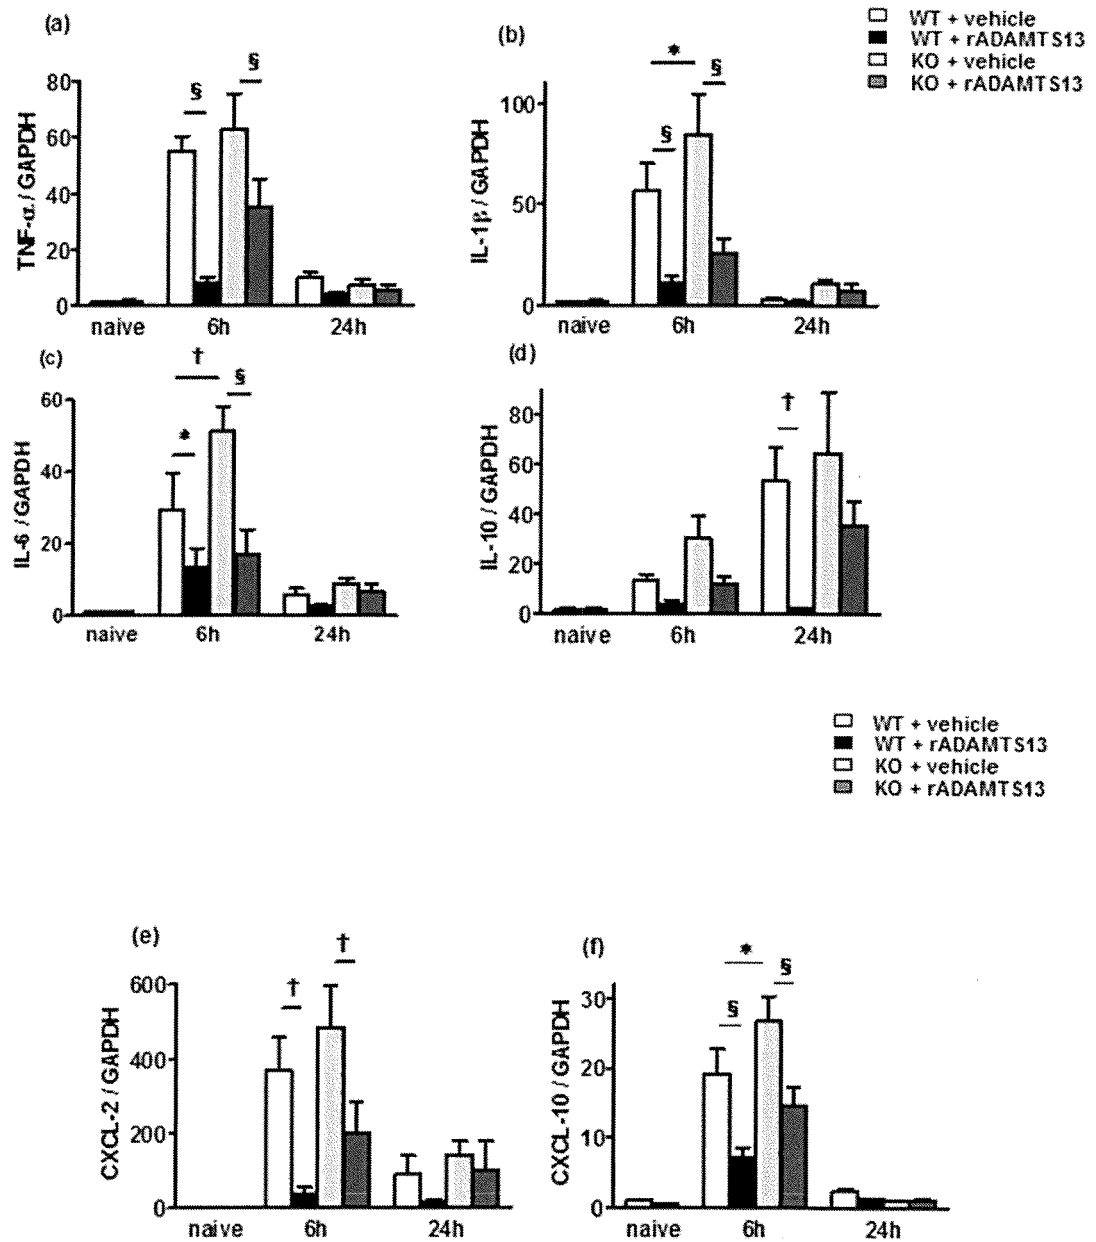 (a)
(b)
WT + vehicle
WT + rADAMTS13
KO + vehicle
KO + rADAMTS13
TNF-α / GAPDH
80
60
40
20
0
§
§
naive
6h
24h
IL-1β / GAPDH
100
50
0
*
§
§
naive
6h
24h
(c)
(d)
IL-6 / GAPDH
60
40
20
0
†
*
§
naive
6h
24h
IL-10 / GAPDH
80
60
40
20
0
†
naive
6h
24h
WT + vehicle
WT + rADAMTS13
KO + vehicle
KO + rADAMTS13
(e)
(f)
CXCL-2 / GAPDH
600
400
200
0
†
†
naive
6h
24h
CXCL-10 / GAPDH
30
20
10
0
*
§
§
naive
6h
24h